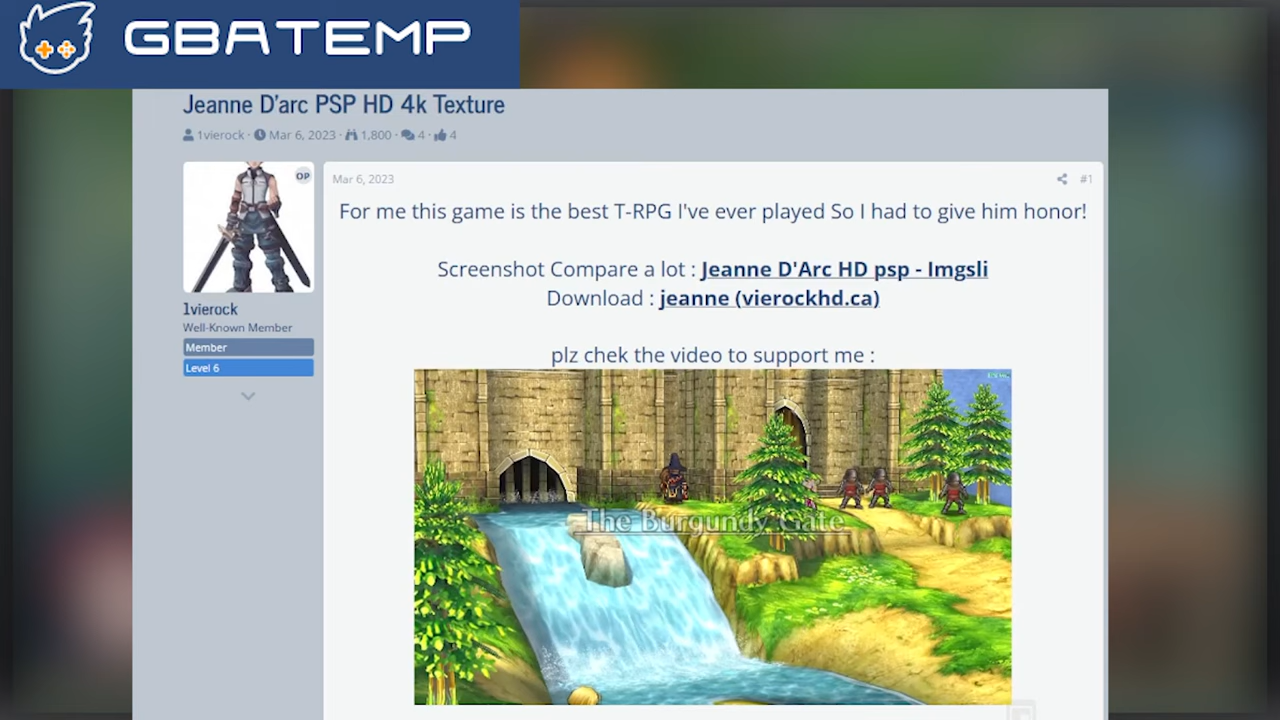 GBATEMP
Jeanne D'arc PSP HD 4k Texture
1vierock · Mar 6, 2023 · 1,800 · 4 · 4
OP
Mar 6, 2023
#1
For me this game is the best T-RPG I've ever played So I had to give him honor!
Screenshot Compare a lot : Jeanne D'Arc HD psp - Imgsli
Download : jeanne (vierockhd.ca)
1vierock
Well-Known Member
Member
Level 6
plz chek the video to support me :
The Burgundy Gate